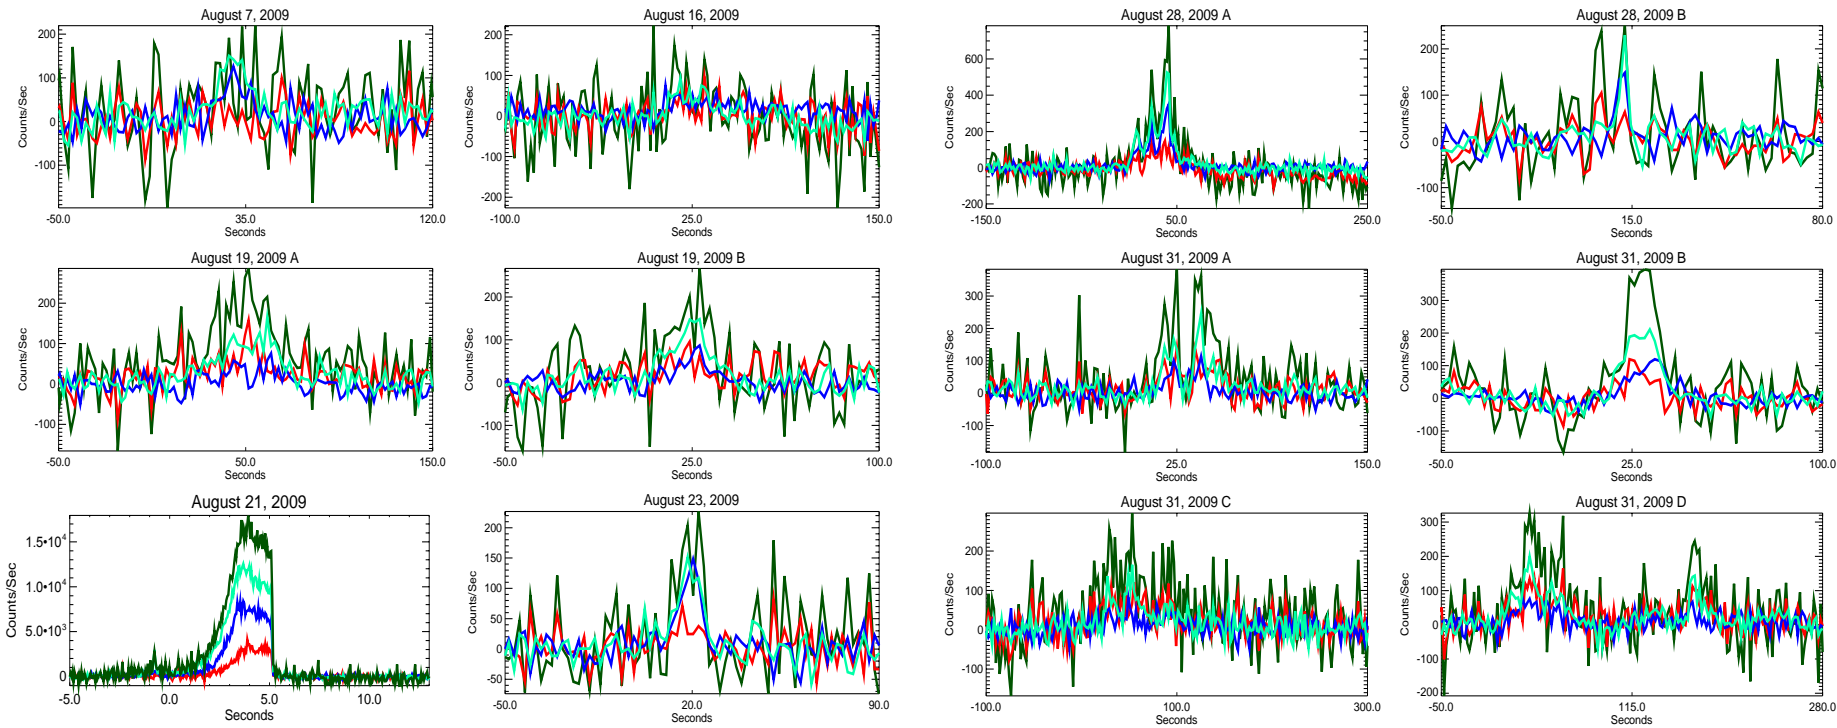 August 7, 2009
Counts/Sec
200
100
0
-100
-50.0 35.0 120.0
Seconds
August 16, 2009
Counts/Sec
200
100
0
-100
-200
-100.0 25.0 150.0
Seconds
August 28, 2009 A
Counts/Sec
600
400
200
0
-200
-150.0 50.0 250.0
Seconds
August 28, 2009 B
Counts/Sec
200
100
0
-100
-50.0 15.0 80.0
Seconds
August 19, 2009 A
Counts/Sec
200
100
0
-100
-50.0 50.0 150.0
Seconds
August 19, 2009 B
Counts/Sec
200
100
0
-100
-50.0 25.0 100.0
Seconds
August 31, 2009 A
Counts/Sec
300
200
100
0
-100
-100.0 25.0 150.0
Seconds
August 31, 2009 B
Counts/Sec
300
200
100
0
-100
-50.0 25.0 100.0
Seconds
August 21, 2009
Counts/Sec
1.5•10⁴
1.0•10⁴
5.0•10³
0
-5.0 0.0 5.0 10.0
Seconds
August 23, 2009
Counts/Sec
200
150
100
50
0
-50
-50.0 20.0 90.0
Seconds
August 31, 2009 C
Counts/Sec
200
100
0
-100
-100.0 100.0 300.0
Seconds
August 31, 2009 D
Counts/Sec
300
200
100
0
-100
-200
-50.0 115.0 280.0
Seconds